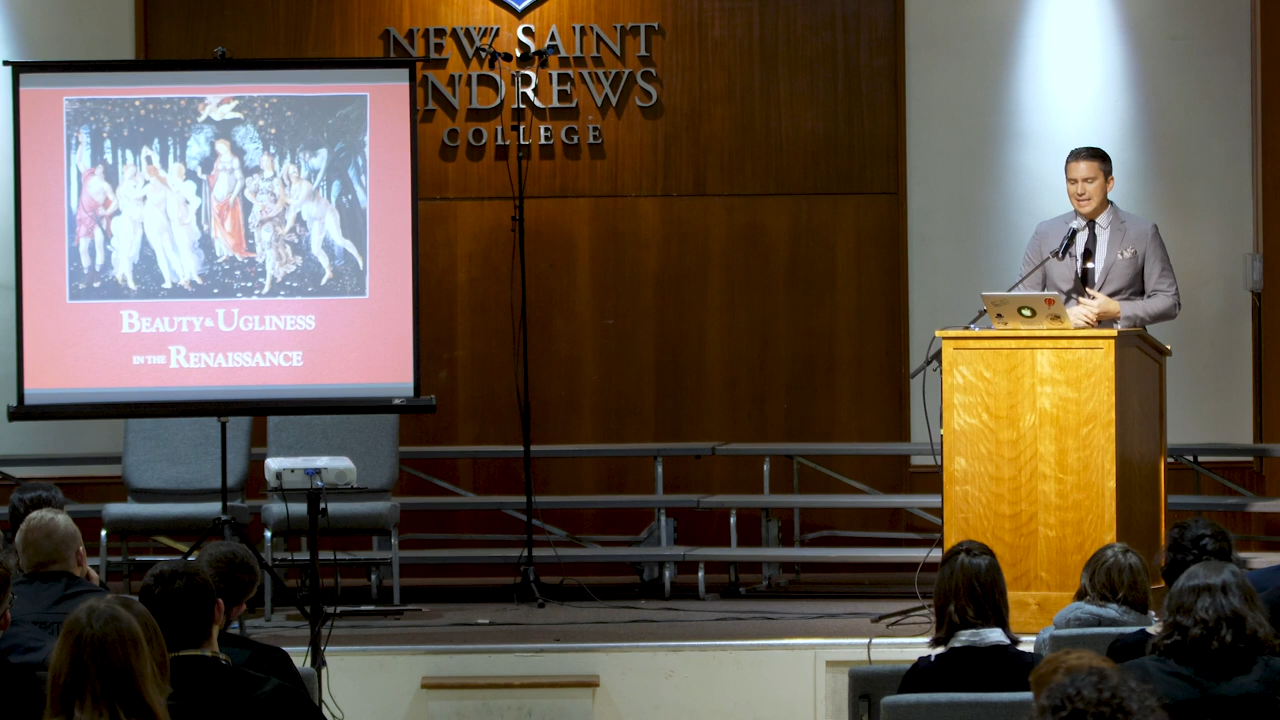 NEW SAINT
ANDREWS
COLLEGE
BEAUTY & UGLINESS
IN THE RENAISSANCE